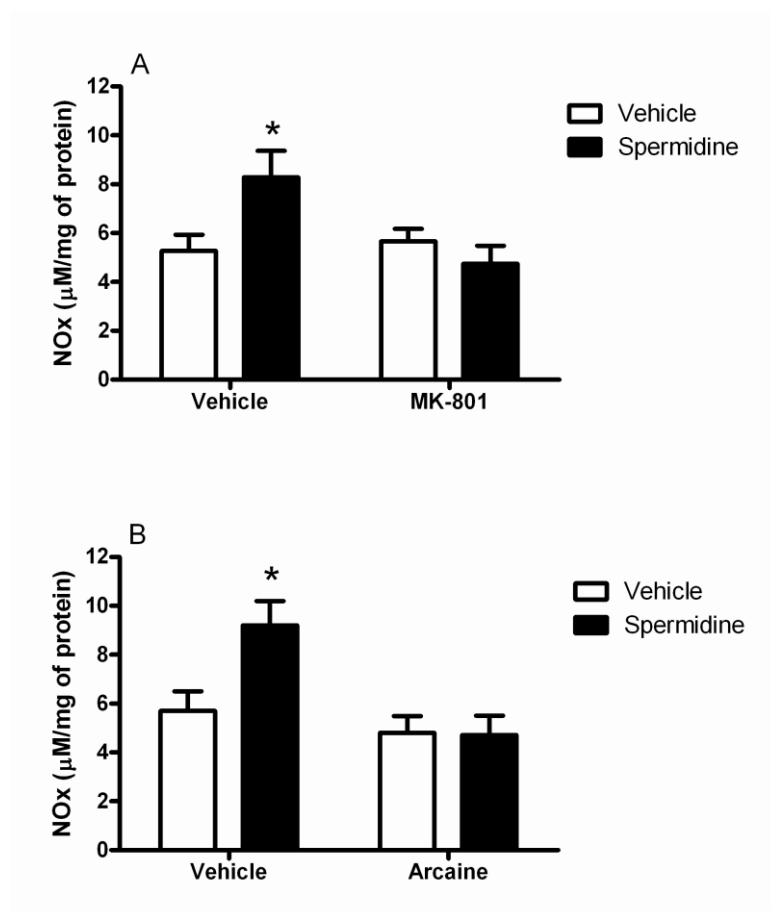 A
12
10
8
6
4
2
0
NOx (µM/mg of protein)
*
Vehicle
MK-801
Vehicle
Spermidine
B
12
10
8
6
4
2
0
NOx (µM/mg of protein)
*
Vehicle
Arcaine
Vehicle
Spermidine